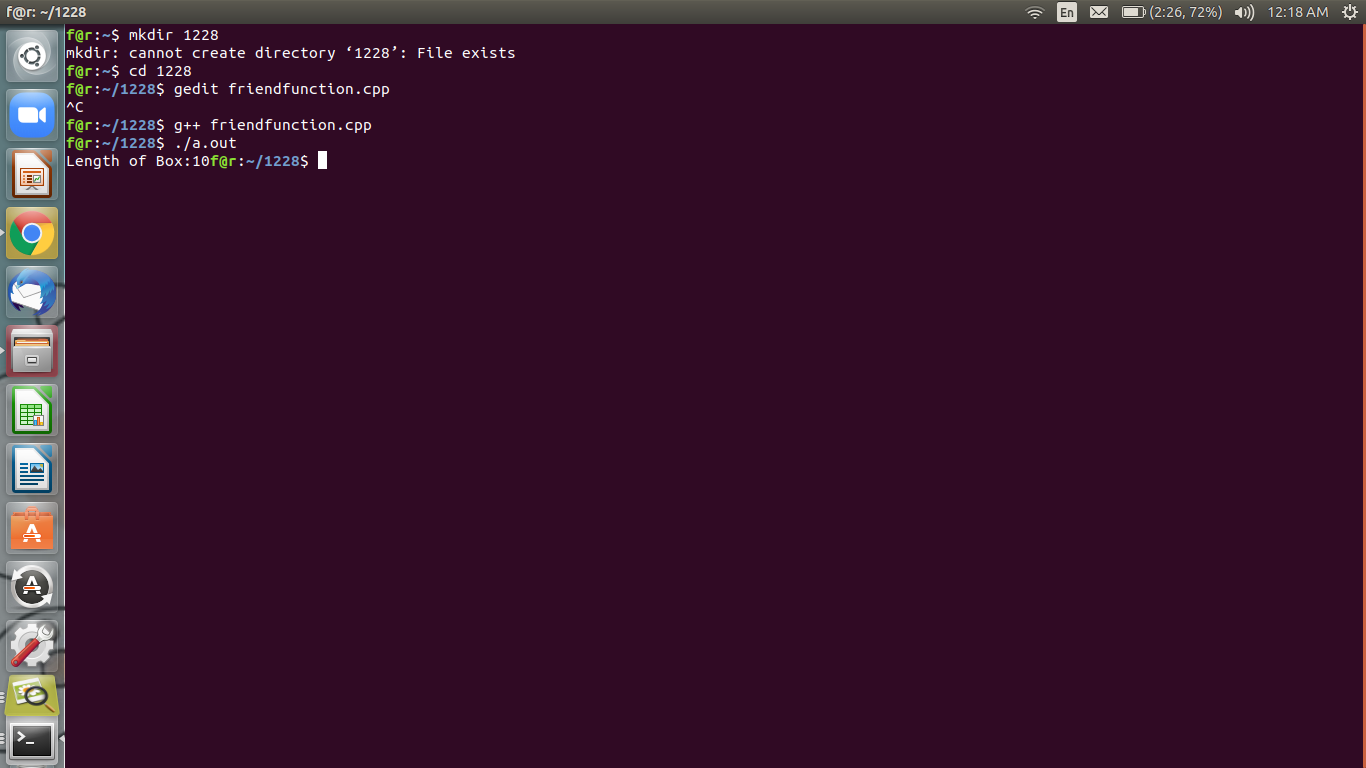 f@r: ~/1228
En
(2:26, 72%)
12:18 AM
f@r:~$ mkdir 1228
mkdir: cannot create directory ‘1228’: File exists
f@r:~$ cd 1228
f@r:~/1228$ gedit friendfunction.cpp
^C
f@r:~/1228$ g++ friendfunction.cpp
f@r:~/1228$ ./a.out
Length of Box:10f@r:~/1228$